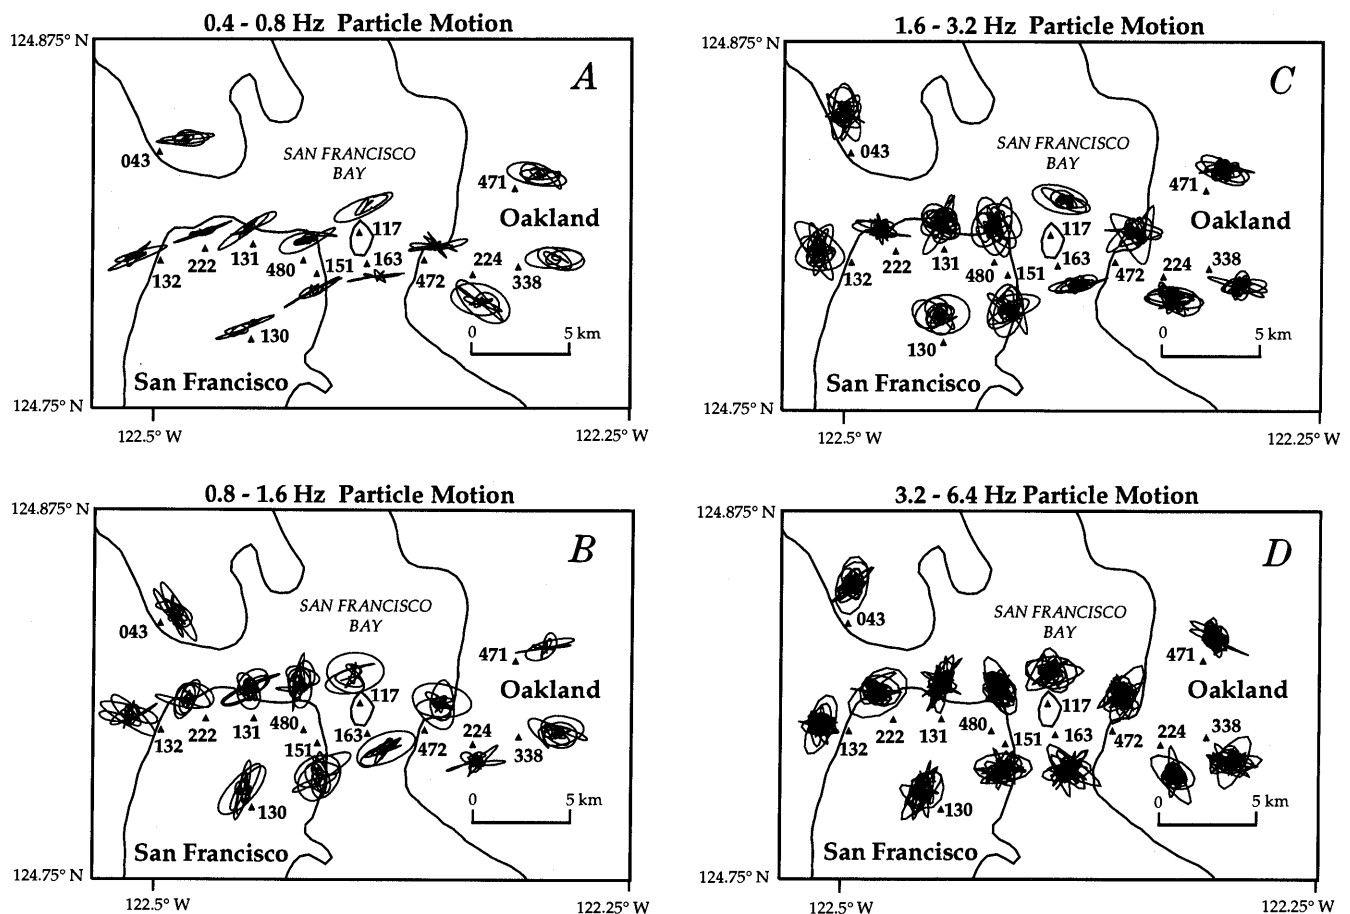 0.4 - 0.8 Hz Particle Motion
124.875° N
A
SAN FRANCISCO
BAY
043
471
Oakland
117
132
222
131
480
151
163
472
224
338
130
0
5 km
San Francisco
124.75° N
122.5° W
122.25° W
1.6 - 3.2 Hz Particle Motion
124.875° N
C
SAN FRANCISCO
BAY
043
471
Oakland
117
132
222
131
480
151
163
472
224
338
130
0
5 km
San Francisco
124.75° N
122.5° W
122.25° W
0.8 - 1.6 Hz Particle Motion
124.875° N
B
SAN FRANCISCO
BAY
043
471
Oakland
117
132
222
131
480
151
163
472
224
338
130
0
5 km
San Francisco
124.75° N
122.5° W
122.25° W
3.2 - 6.4 Hz Particle Motion
124.875° N
D
SAN FRANCISCO
BAY
043
471
Oakland
117
132
222
131
480
151
163
472
224
338
130
0
5 km
San Francisco
124.75° N
122.5° W
122.25° W